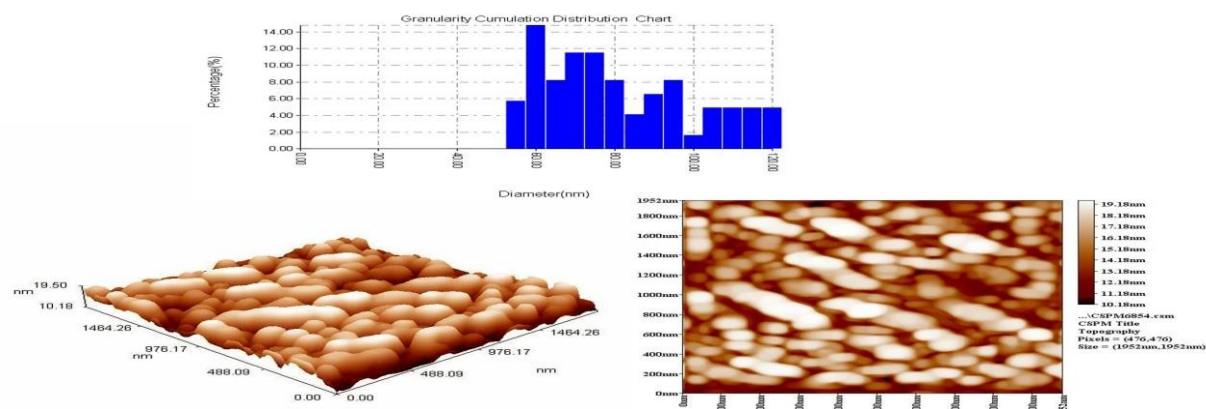 Granularity Cumulation Distribution Chart
Percentage(%)
14.00
12.00
10.00
8.00
6.00
4.00
2.00
0.00
0.00
20.00
40.00
60.00
80.00
100.00
120.00
Diameter(nm)
19.50
nm
10.18
1464.26
976.17
nm
488.09
0.00
0.00
488.09
976.17
nm
1464.26
1952nm
1800nm
1600nm
1400nm
1200nm
1000nm
800nm
600nm
400nm
200nm
0nm
0nm
19.18nm
18.18nm
17.18nm
16.18nm
15.18nm
14.18nm
13.18nm
12.18nm
11.18nm
10.18nm
...\CSPM6854.csm
CSPM Title
Topography
Pixels = (476,476)
Size = (1952nm,1952nm)